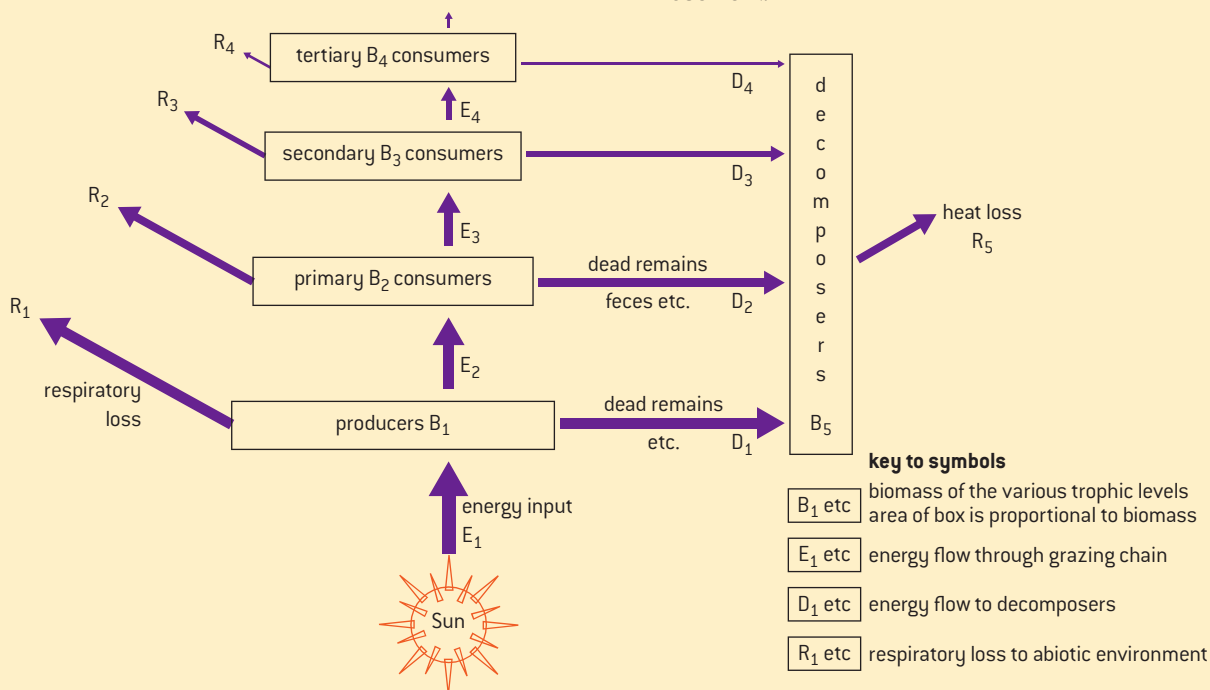 R4
tertiary B4 consumers
D4
R3
E4
secondary B3 consumers
D3
R2
E3
primary B2 consumers
dead remains
feces etc.
D2
heat loss
R5
R1
respiratory
loss
E2
producers B1
dead remains
etc.
D1
decomposers
B5
energy input
E1
Sun
key to symbols
B1 etc
biomass of the various trophic levels
area of box is proportional to biomass
E1 etc
energy flow through grazing chain
D1 etc
energy flow to decomposers
R1 etc
respiratory loss to abiotic environment